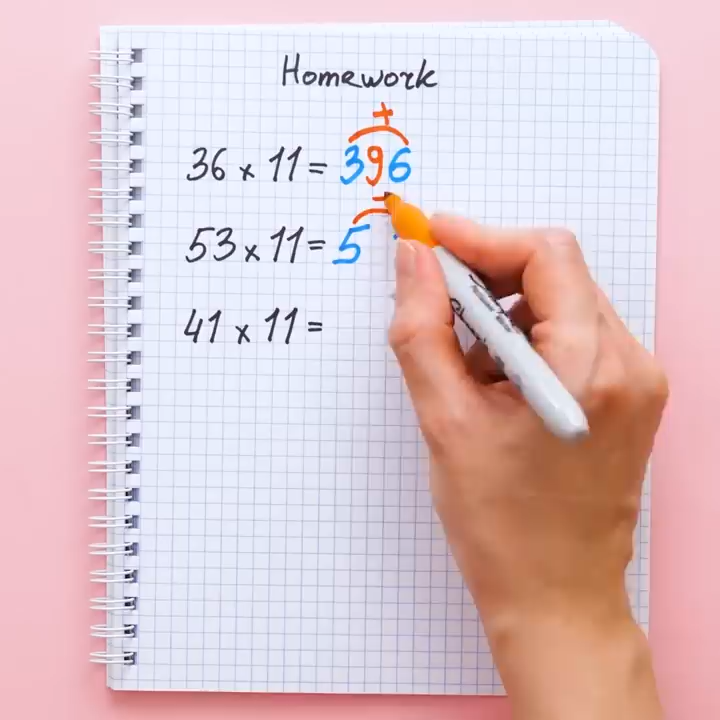 Homework
+
36 x 11 = 396
53 x 11 = 5
41 x 11 =